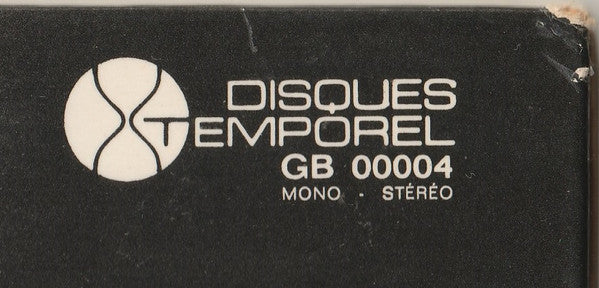 DISQUES
TEMPOREL
GB 00004
MONO - STÉRÉO